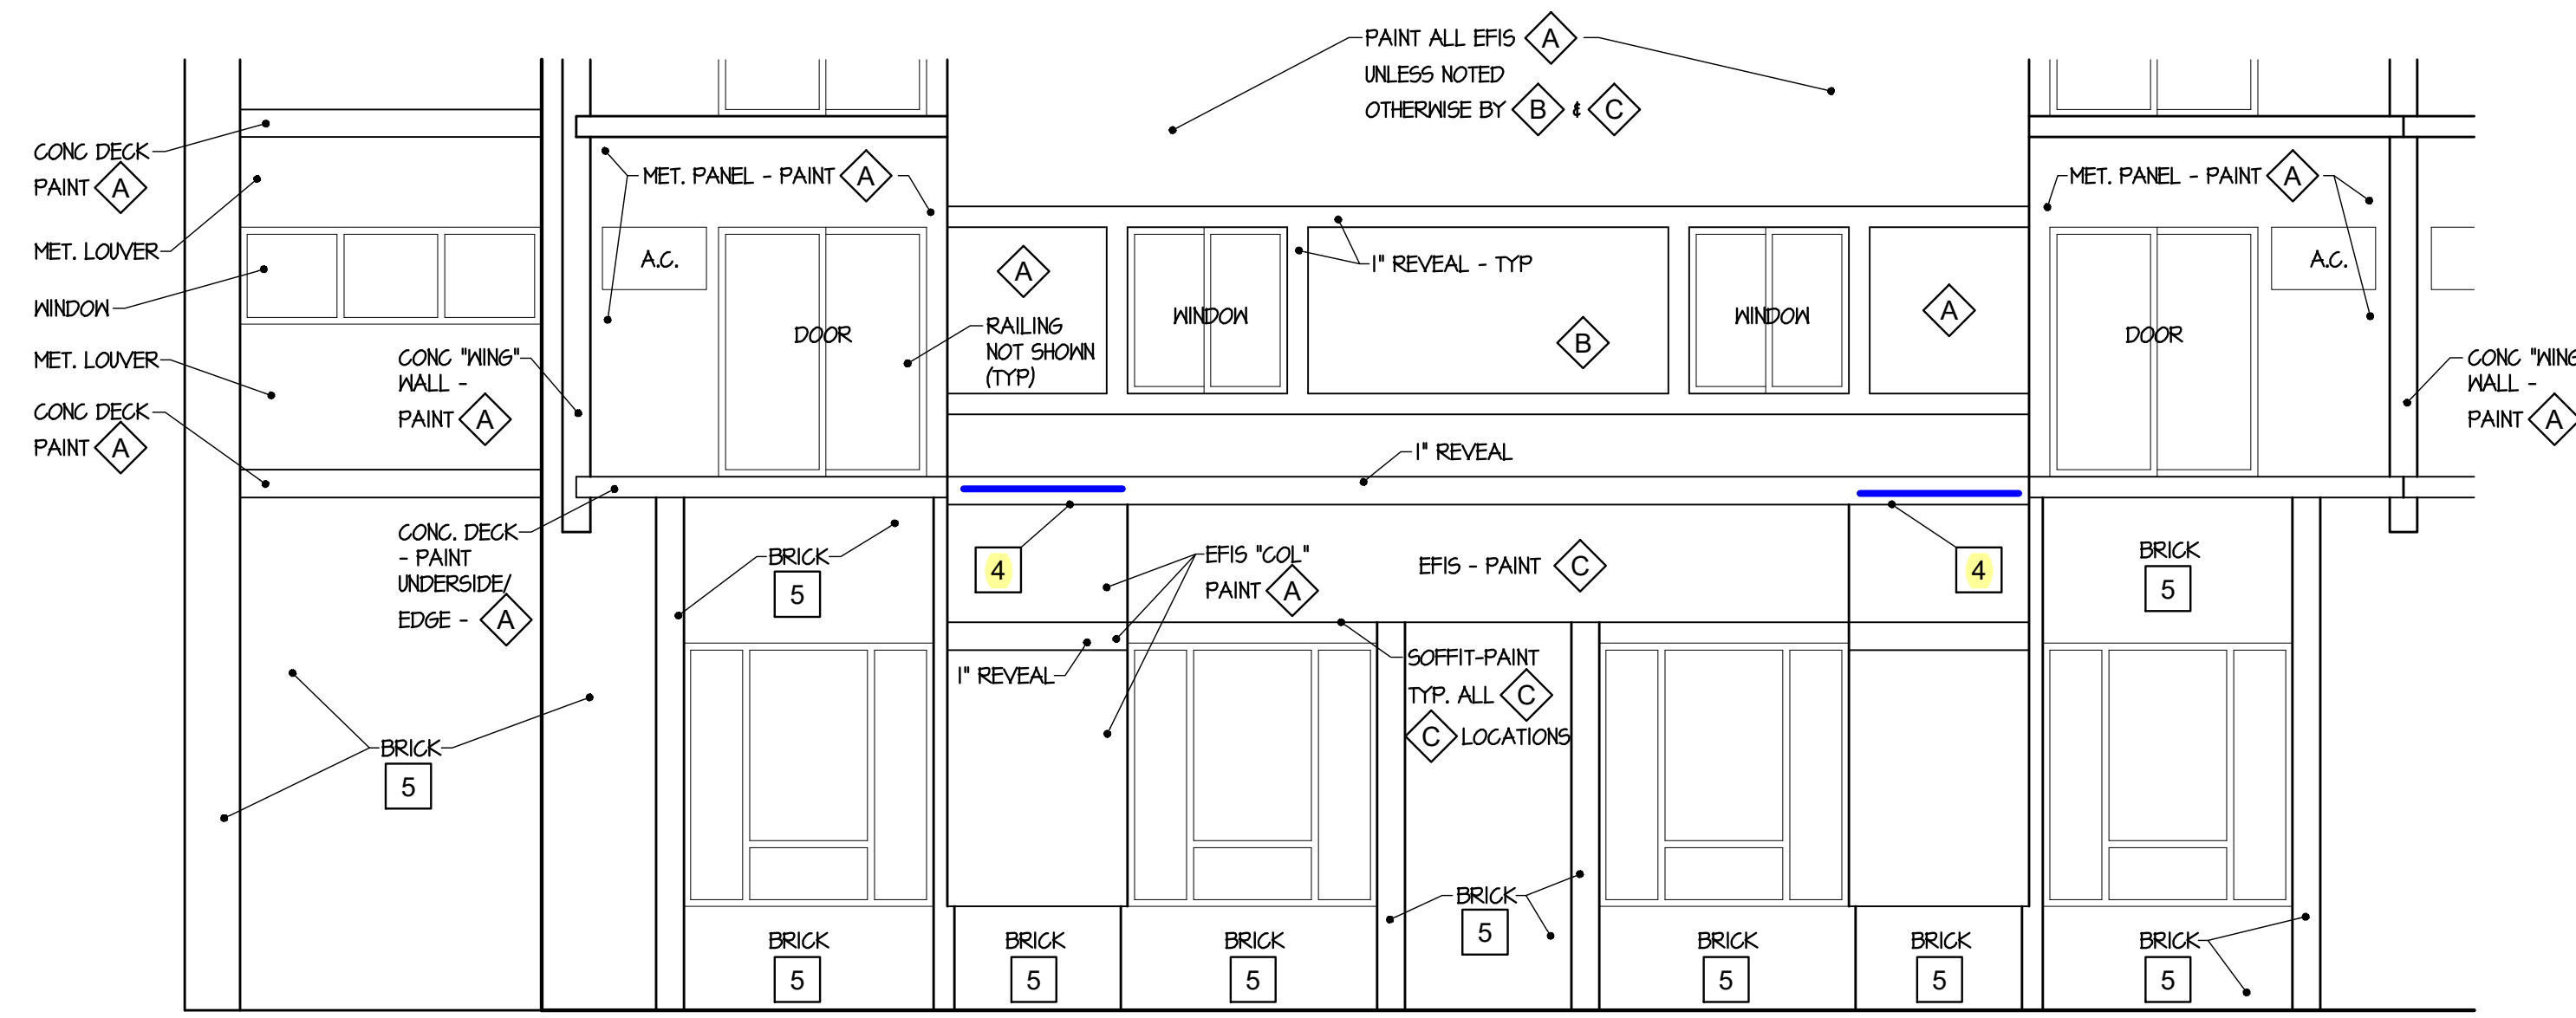 PAINT ALL EFIS A
UNLESS NOTED
OTHERWISE BY B & C
CONC DECK
PAINT A
MET. LOUVER
WINDOW
MET. LOUVER
CONC DECK
PAINT A
MET. PANEL - PAINT A
A.C.
DOOR
CONC "WING"
WALL -
PAINT A
A
RAILING
NOT SHOWN
(TYP)
WINDOW
1" REVEAL - TYP
B
WINDOW
A
MET. PANEL - PAINT A
A.C.
DOOR
CONC "WING
WALL -
PAINT A
1" REVEAL
CONC. DECK
- PAINT
UNDERSIDE/
EDGE - A
BRICK
5
4
EFIS "COL"
PAINT A
EFIS - PAINT C
4
BRICK
5
1" REVEAL
SOFFIT-PAINT
TYP. ALL C
C LOCATIONS
BRICK
5
BRICK
5
BRICK
5
BRICK
5
BRICK
5
BRICK
5
BRICK
5
BRICK
5